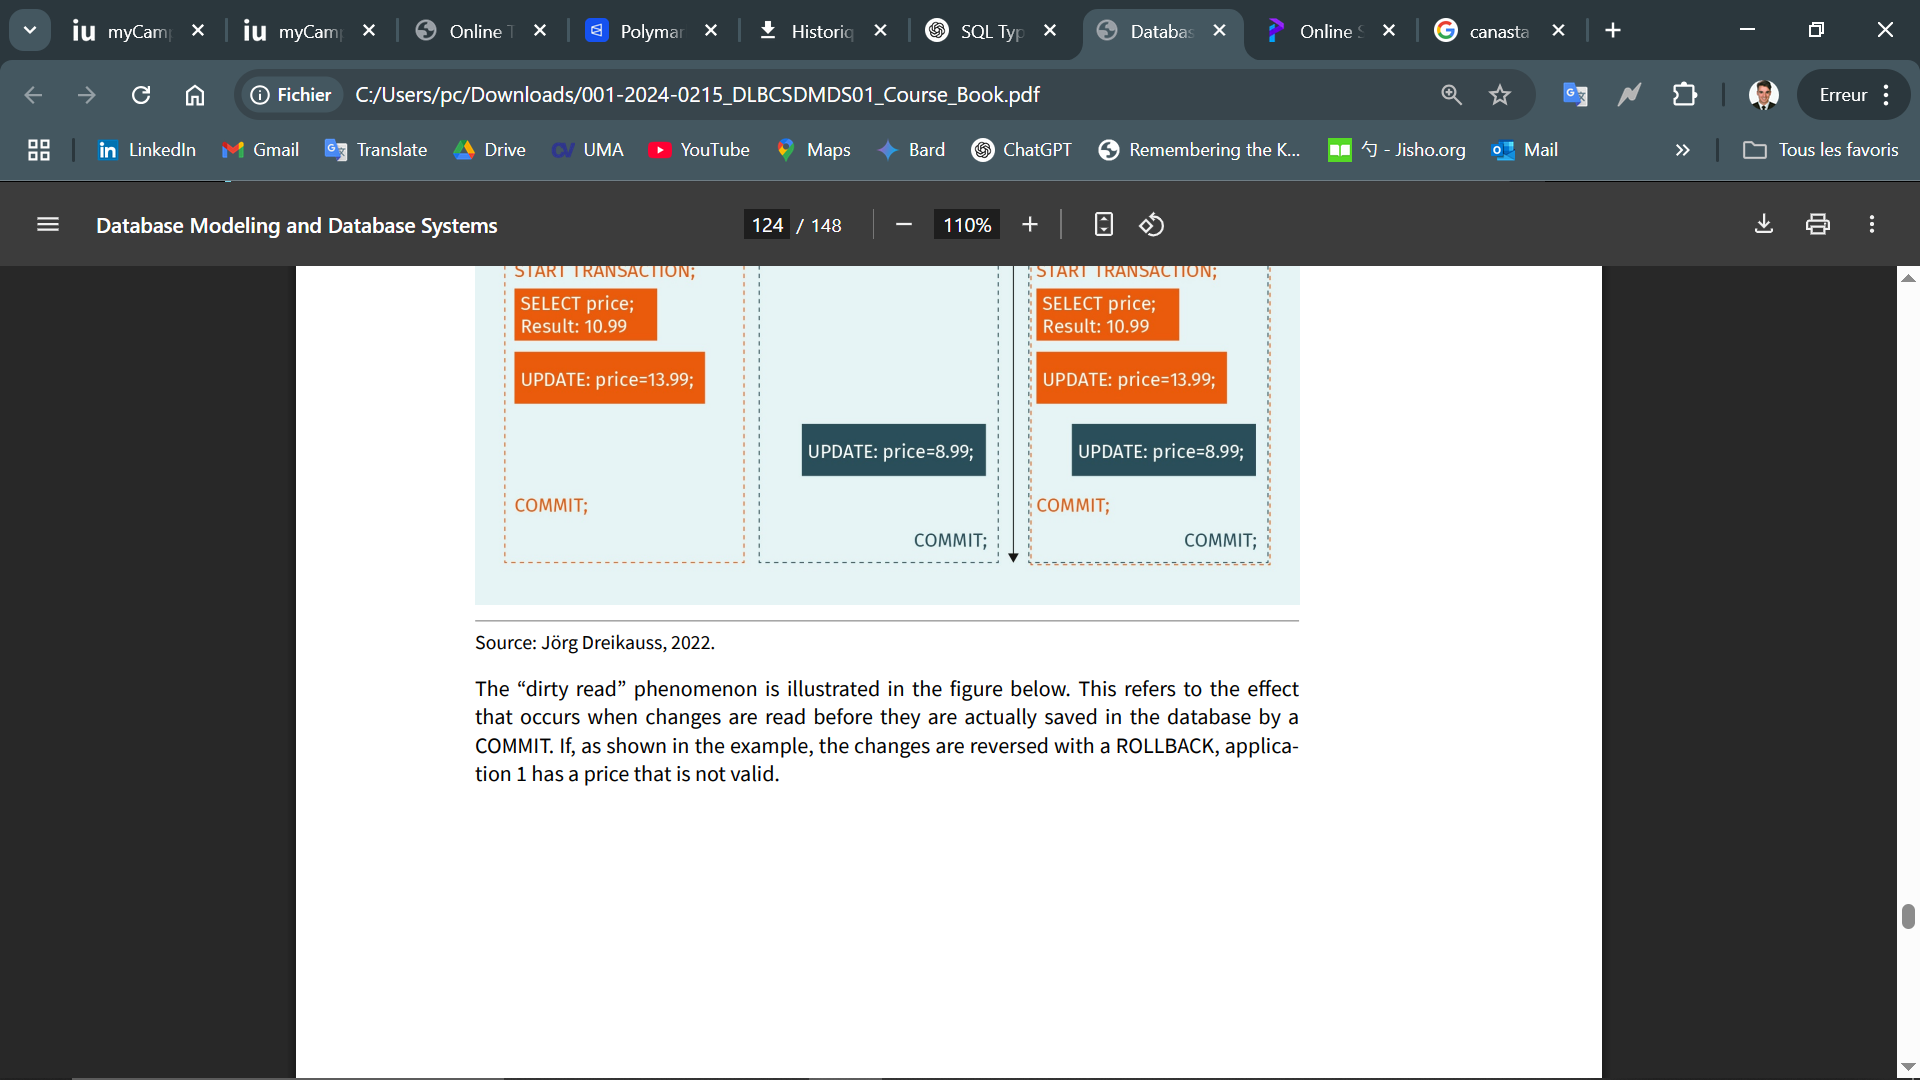 iu myCam
iu myCam
Online T
Polymar
Historiq
SQL Typ
Databas
Online S
canasta
Fichier
C:/Users/pc/Downloads/001-2024-0215_DLBCSDMDS01_Course_Book.pdf
Erreur
LinkedIn
Gmail
Translate
Drive
UMA
YouTube
Maps
Bard
ChatGPT
Remembering the K...
勺 - Jisho.org
Mail
Tous les favoris
Database Modeling and Database Systems
124 / 148
110%
START TRANSACTION;
SELECT price;
Result: 10.99
UPDATE: price=13.99;
COMMIT;
UPDATE: price=8.99;
COMMIT;
START TRANSACTION;
SELECT price;
Result: 10.99
UPDATE: price=13.99;
UPDATE: price=8.99;
COMMIT;
COMMIT;
Source: Jörg Dreikauss, 2022.
The “dirty read” phenomenon is illustrated in the figure below. This refers to the effect
that occurs when changes are read before they are actually saved in the database by a
COMMIT. If, as shown in the example, the changes are reversed with a ROLLBACK, applica-
tion 1 has a price that is not valid.